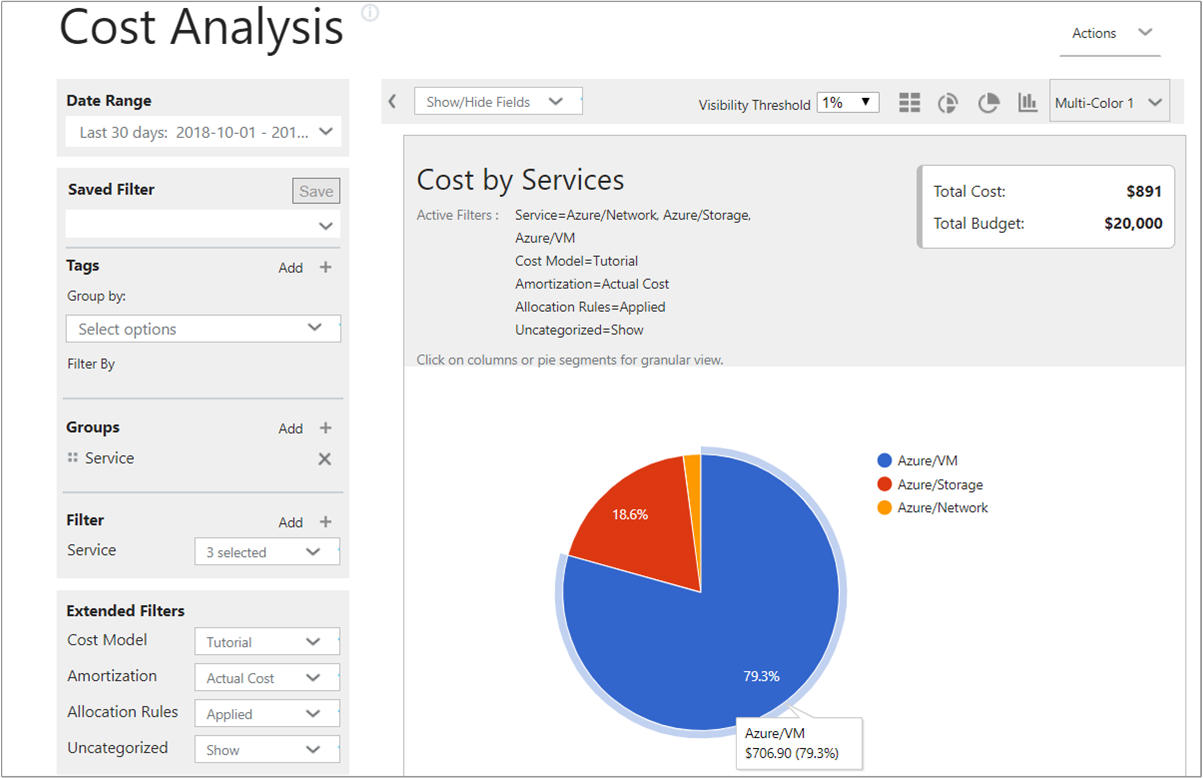 Cost Analysis
Actions
Date Range
Last 30 days: 2018-10-01 - 201...
Saved Filter
Save
Tags
Add
Group by:
Select options
Filter By
Groups
Add
Service
Filter
Add
Service
3 selected
Extended Filters
Cost Model
Tutorial
Amortization
Actual Cost
Allocation Rules
Applied
Uncategorized
Show
Show/Hide Fields
Visibility Threshold
1%
Multi-Color 1
Cost by Services
Active Filters :
Service=Azure/Network, Azure/Storage,
Azure/VM
Cost Model=Tutorial
Amortization=Actual Cost
Allocation Rules=Applied
Uncategorized=Show
Click on columns or pie segments for granular view.
Total Cost: $891
Total Budget: $20,000
18.6%
79.3%
Azure/VM
Azure/Storage
Azure/Network
Azure/VM
$706.90 (79.3%)